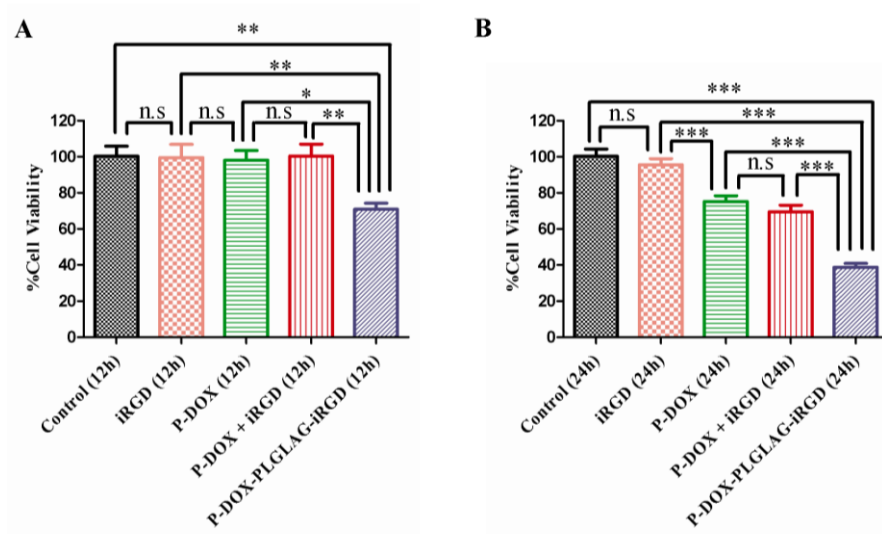 A
**
**
*
n.s
n.s
n.s
**
120
100
80
60
40
20
0
%Cell Viability
Control (12h)
iRGD (12h)
P-DOX (12h)
P-DOX + iRGD (12h)
P-DOX-PLGLAG-iRGD (12h)
B
***
n.s
***
***
***
n.s
***
120
100
80
60
40
20
0
%Cell Viability
Control (24h)
iRGD (24h)
P-DOX (24h)
P-DOX + iRGD (24h)
P-DOX-PLGLAG-iRGD (24h)